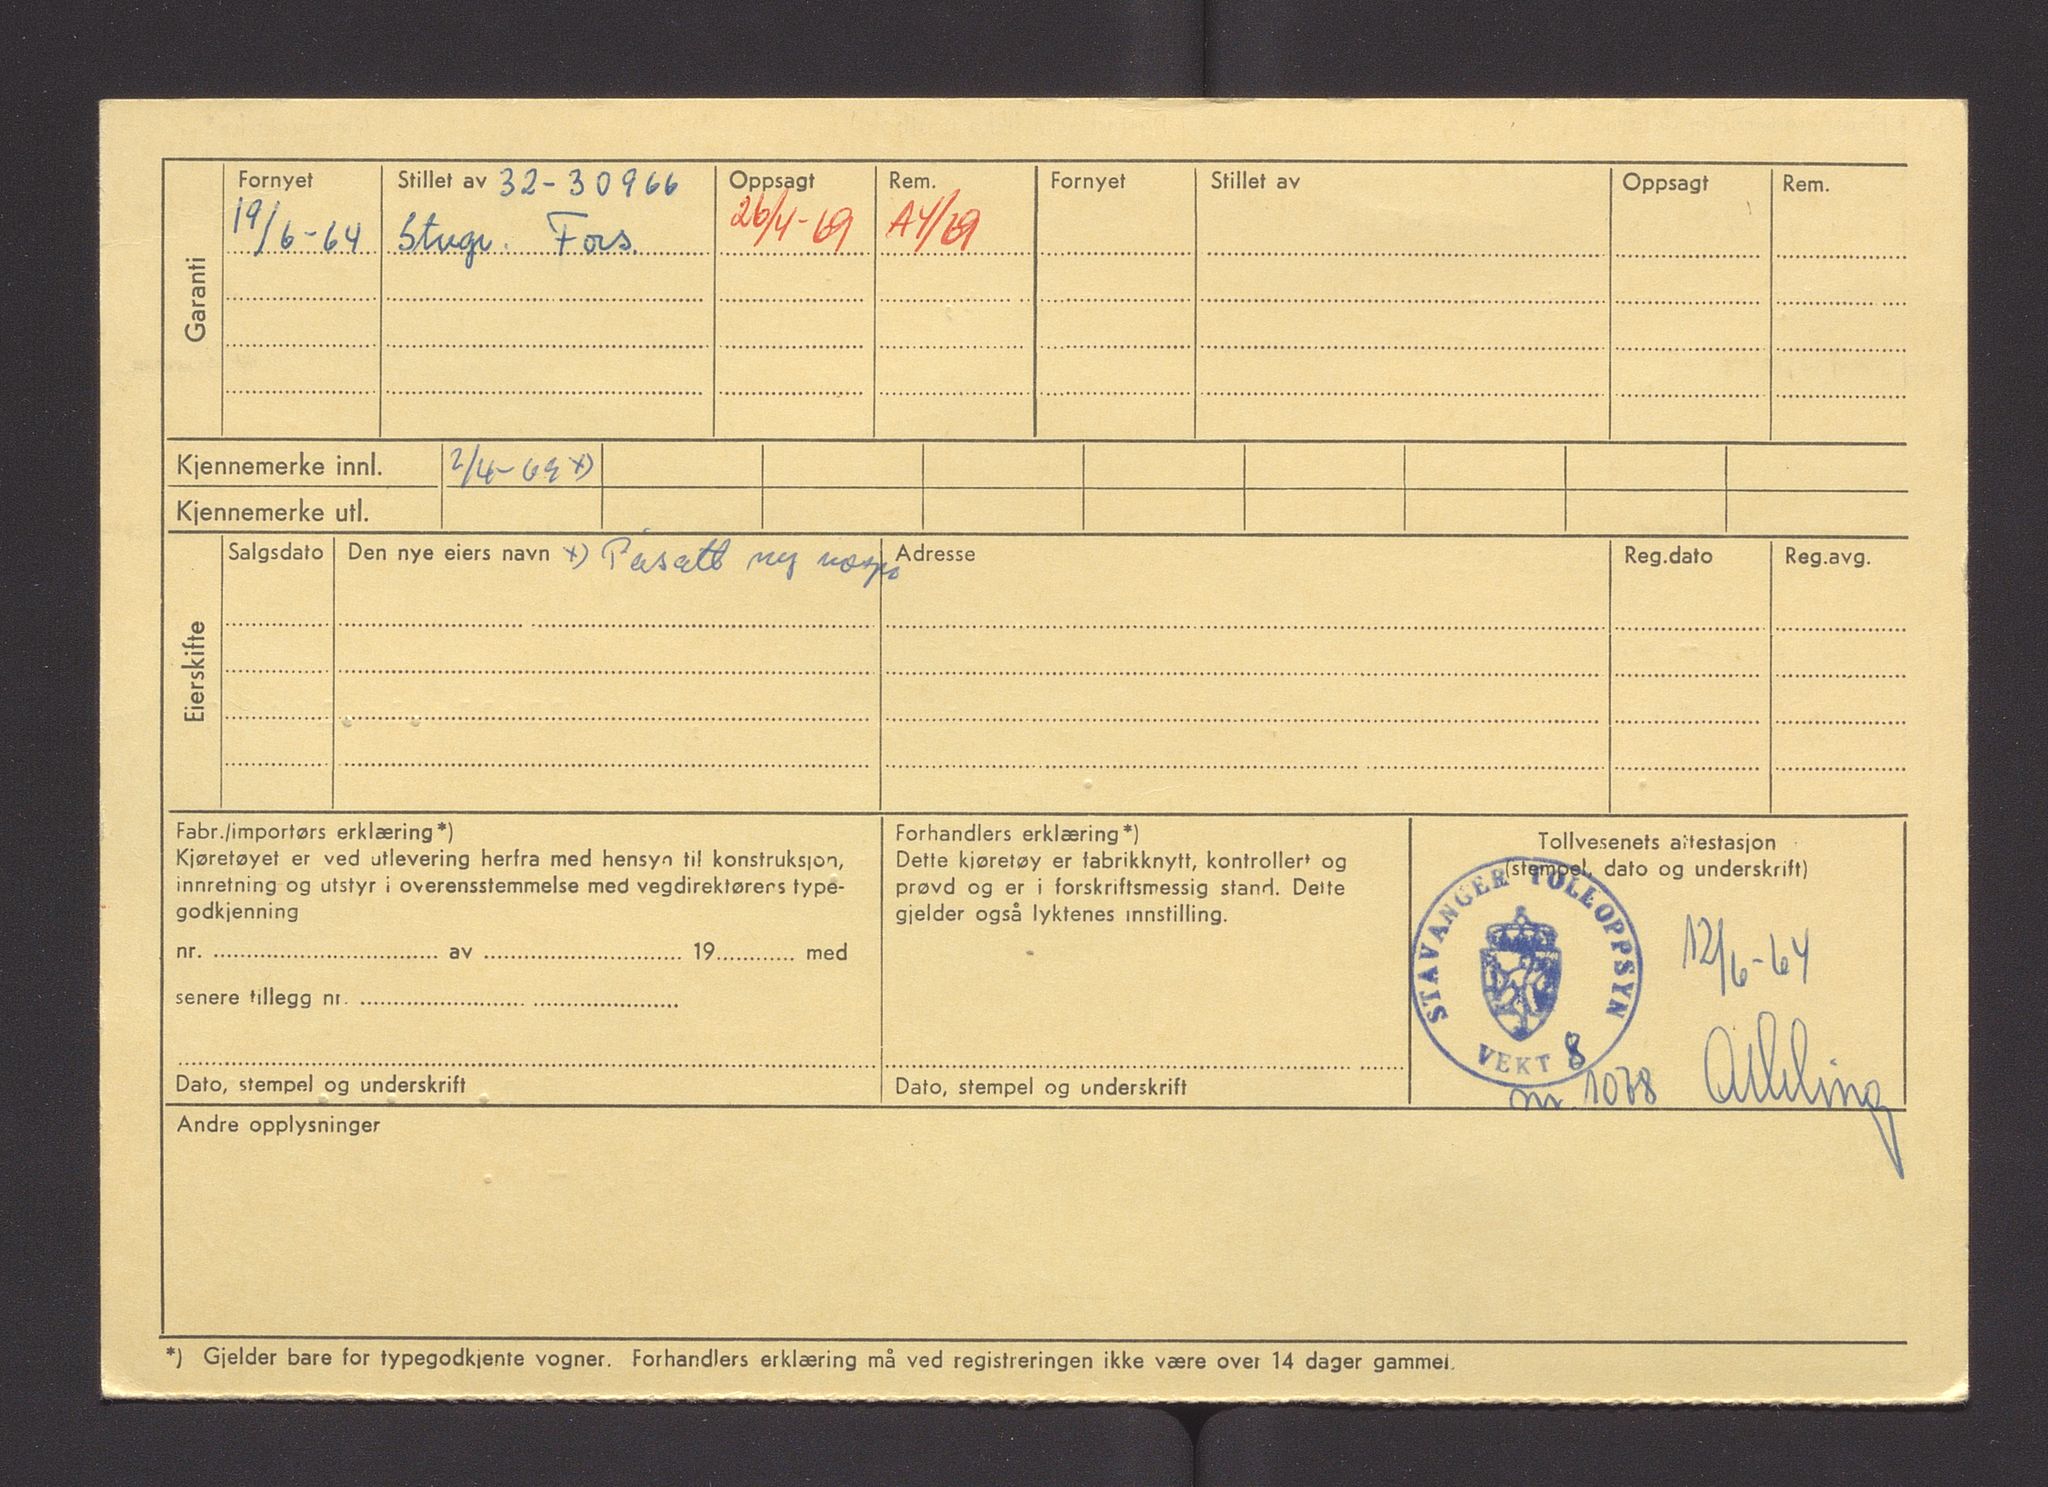 Garanti
Fornyet Stillet av 32-30966 Oppsagt Rem. Fornyet Stillet av Oppsagt Rem.
19/6-64 Stvgr. Fors. 26/4-69 A4/69
Kjennemerke innl. 2/4-69 x)
Kjennemerke utl.
Eierskifte
Salgsdato Den nye eiers navn x) Påsatt ny Adresse Reg.dato Reg.avg.
Fabr./importørs erklæring*)
Kjøretøyet er ved utlevering herfra med hensyn til konstruksjon,
innretning og utstyr i overensstemmelse med vegdirektørens type-
godkjenning
nr. av 19 med
senere tillegg nr.
Dato, stempel og underskrift
Forhandlers erklæring*)
Dette kjøretøy er fabrikknytt, kontrollert og
prøvd og er i forskriftsmessig stand. Dette
gjelder også lyktenes innstilling.
Dato, stempel og underskrift
Tollvesenets attestasjon
(stempel, dato og underskrift)
STAVANGER TOLLOPPSYN
VEKT 8
12/6-64
nr. 1078
Andre opplysninger
*) Gjelder bare for typegodkjente vogner. Forhandlers erklæring må ved registreringen ikke være over 14 dager gammel.